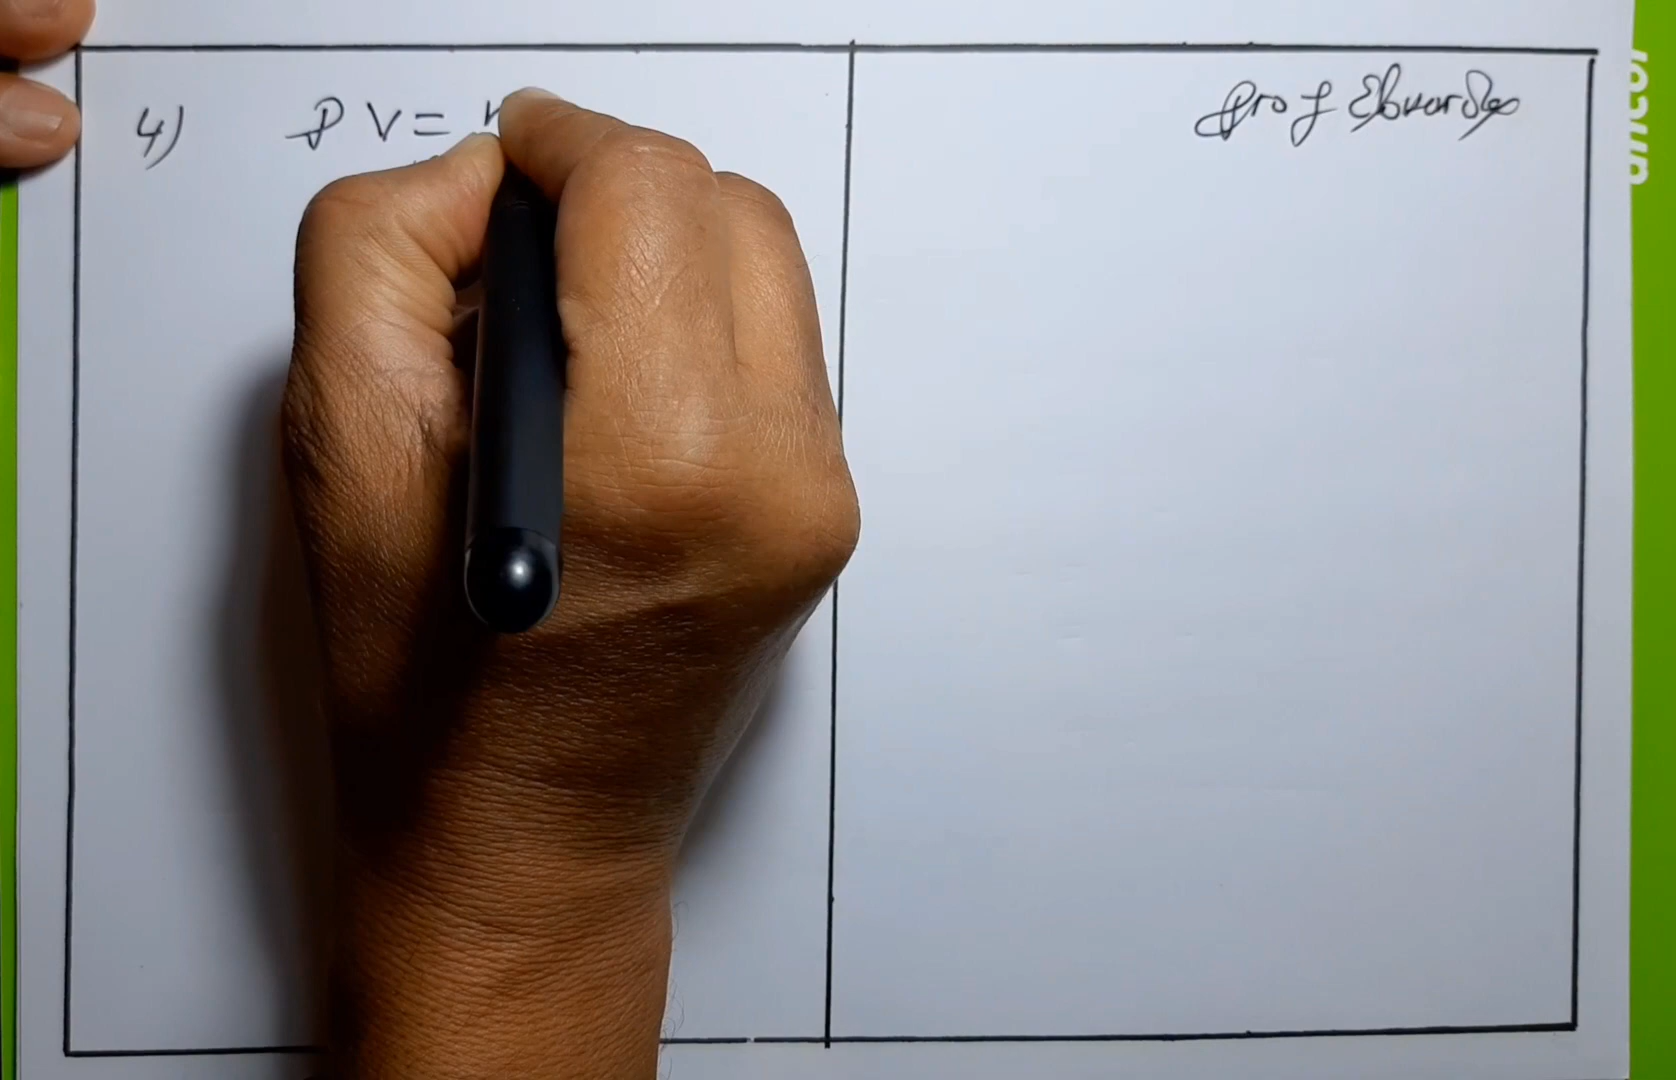 4) PV = n
Prof Eduardo